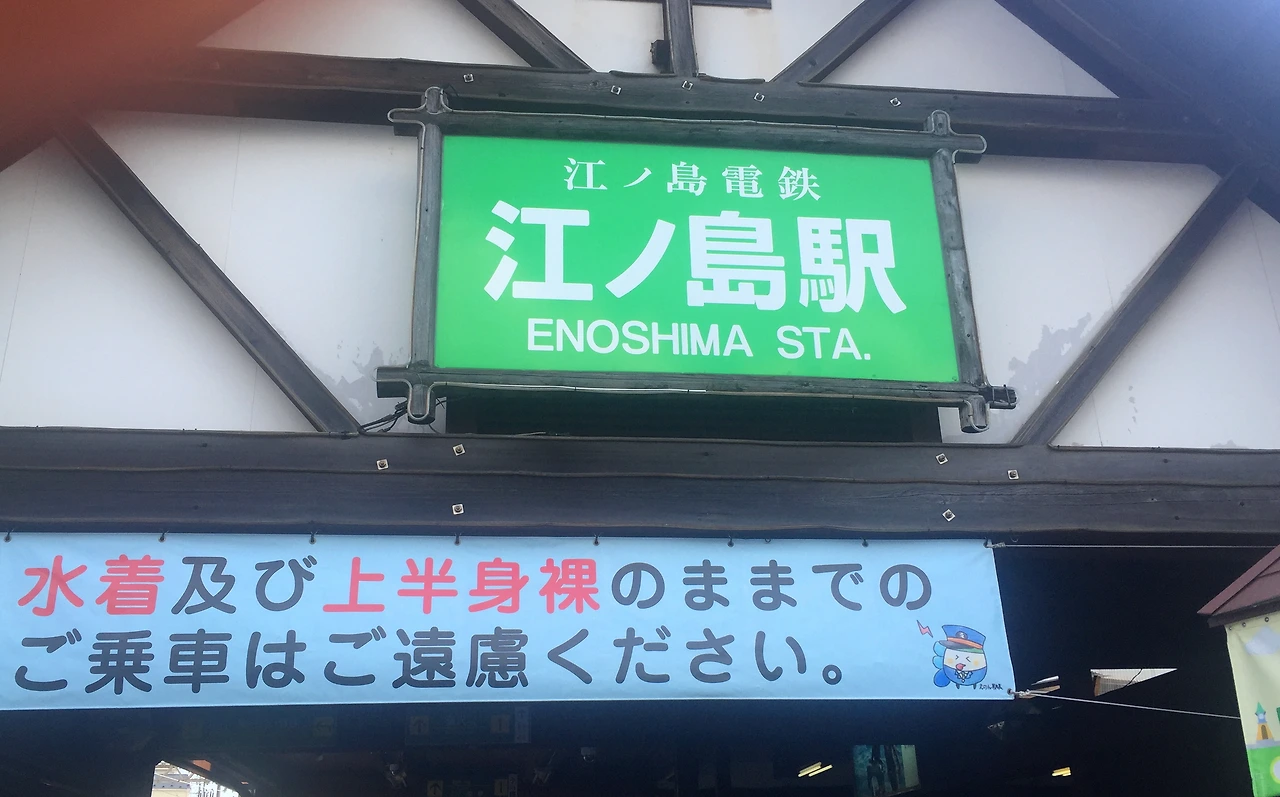 江ノ島電鉄
江ノ島駅
ENOSHIMA STA.
水着及び上半身裸のままでの
ご乗車はご遠慮ください。